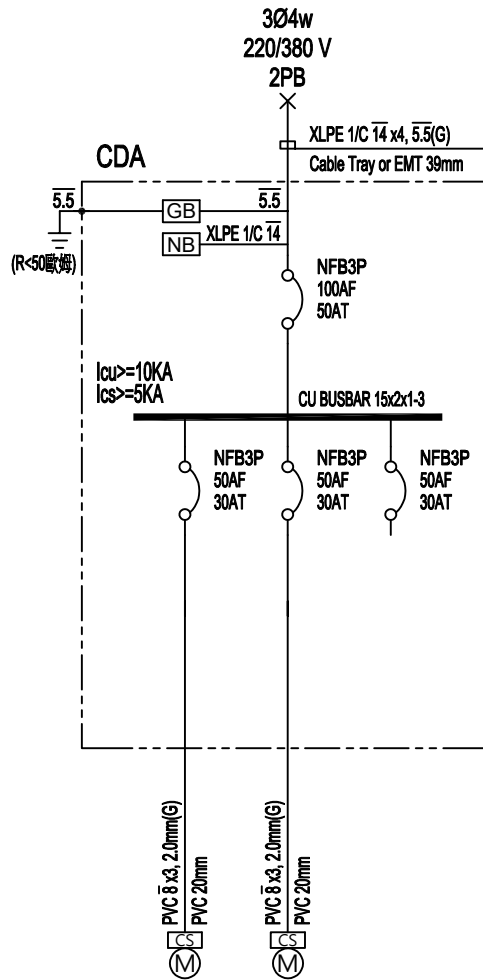 3Ø4w
220/380 V
2PB
XLPE 1/C 14 x4, 5.5(G)
Cable Tray or EMT 39mm
CDA
5.5
GB
5.5
NB
XLPE 1/C 14
(R<50歐姆)
NFB3P
100AF
50AT
Icu>=10KA
Ics>=5KA
CU BUSBAR 15x2x1-3
NFB3P
50AF
30AT
NFB3P
50AF
30AT
NFB3P
50AF
30AT
PVC 8 x3, 2.0mm(G)
PVC 20mm
PVC 8 x3, 2.0mm(G)
PVC 20mm
CS
M
CS
M